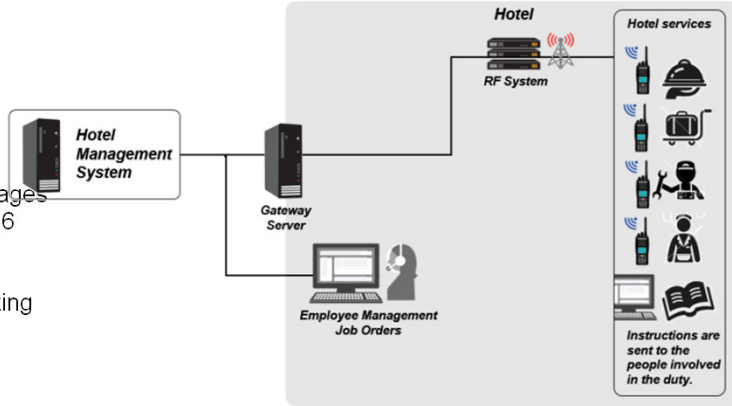 Hotel
Hotel services
RF System
Hotel
Management
System
Gateway
Server
6
Employee Management
Job Orders
Instructions are
sent to the
people involved
in the duty.